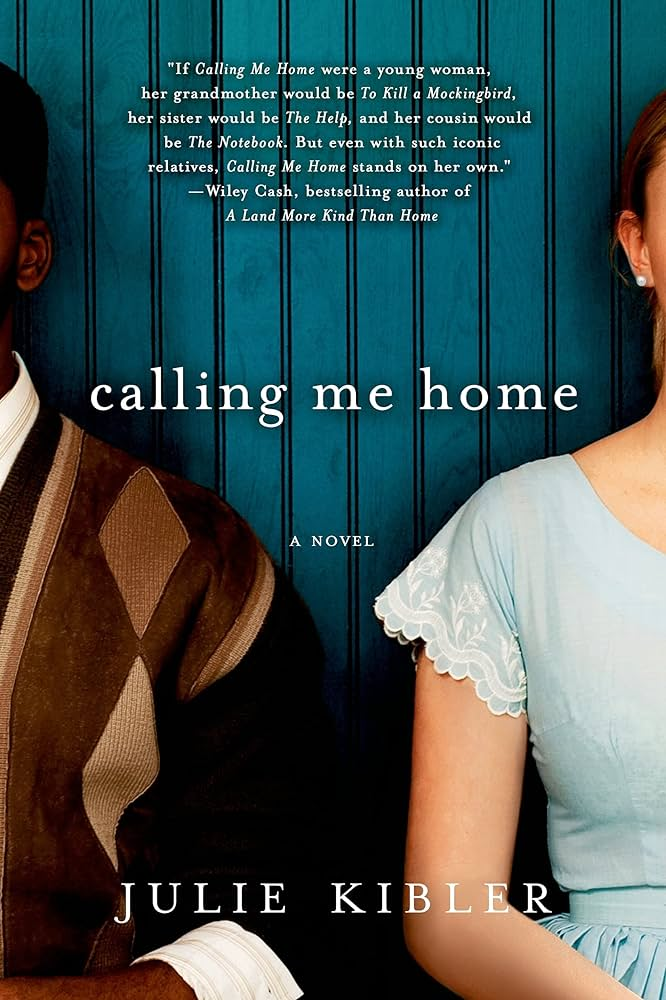 "If Calling Me Home were a young woman,
her grandmother would be To Kill a Mockingbird,
her sister would be The Help, and her cousin would
be The Notebook. But even with such iconic
relatives, Calling Me Home stands on her own."
—Wiley Cash, bestselling author of
A Land More Kind Than Home
calling me home
A NOVEL
JULIE KIBLER